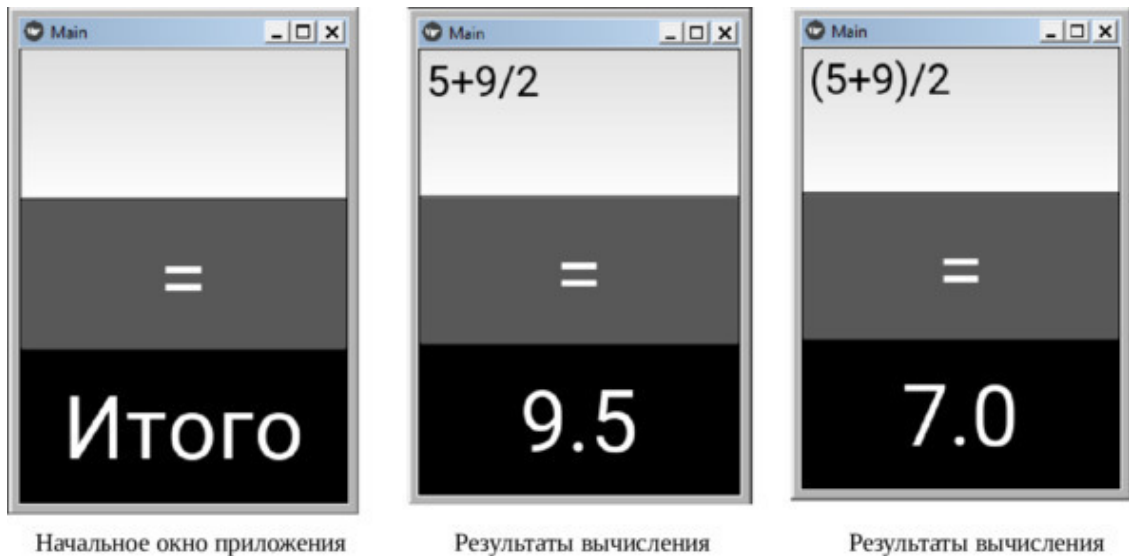 Main
=
Итого
Начальное окно приложения
Main
5+9/2
=
9.5
Результаты вычисления
Main
(5+9)/2
=
7.0
Результаты вычисления